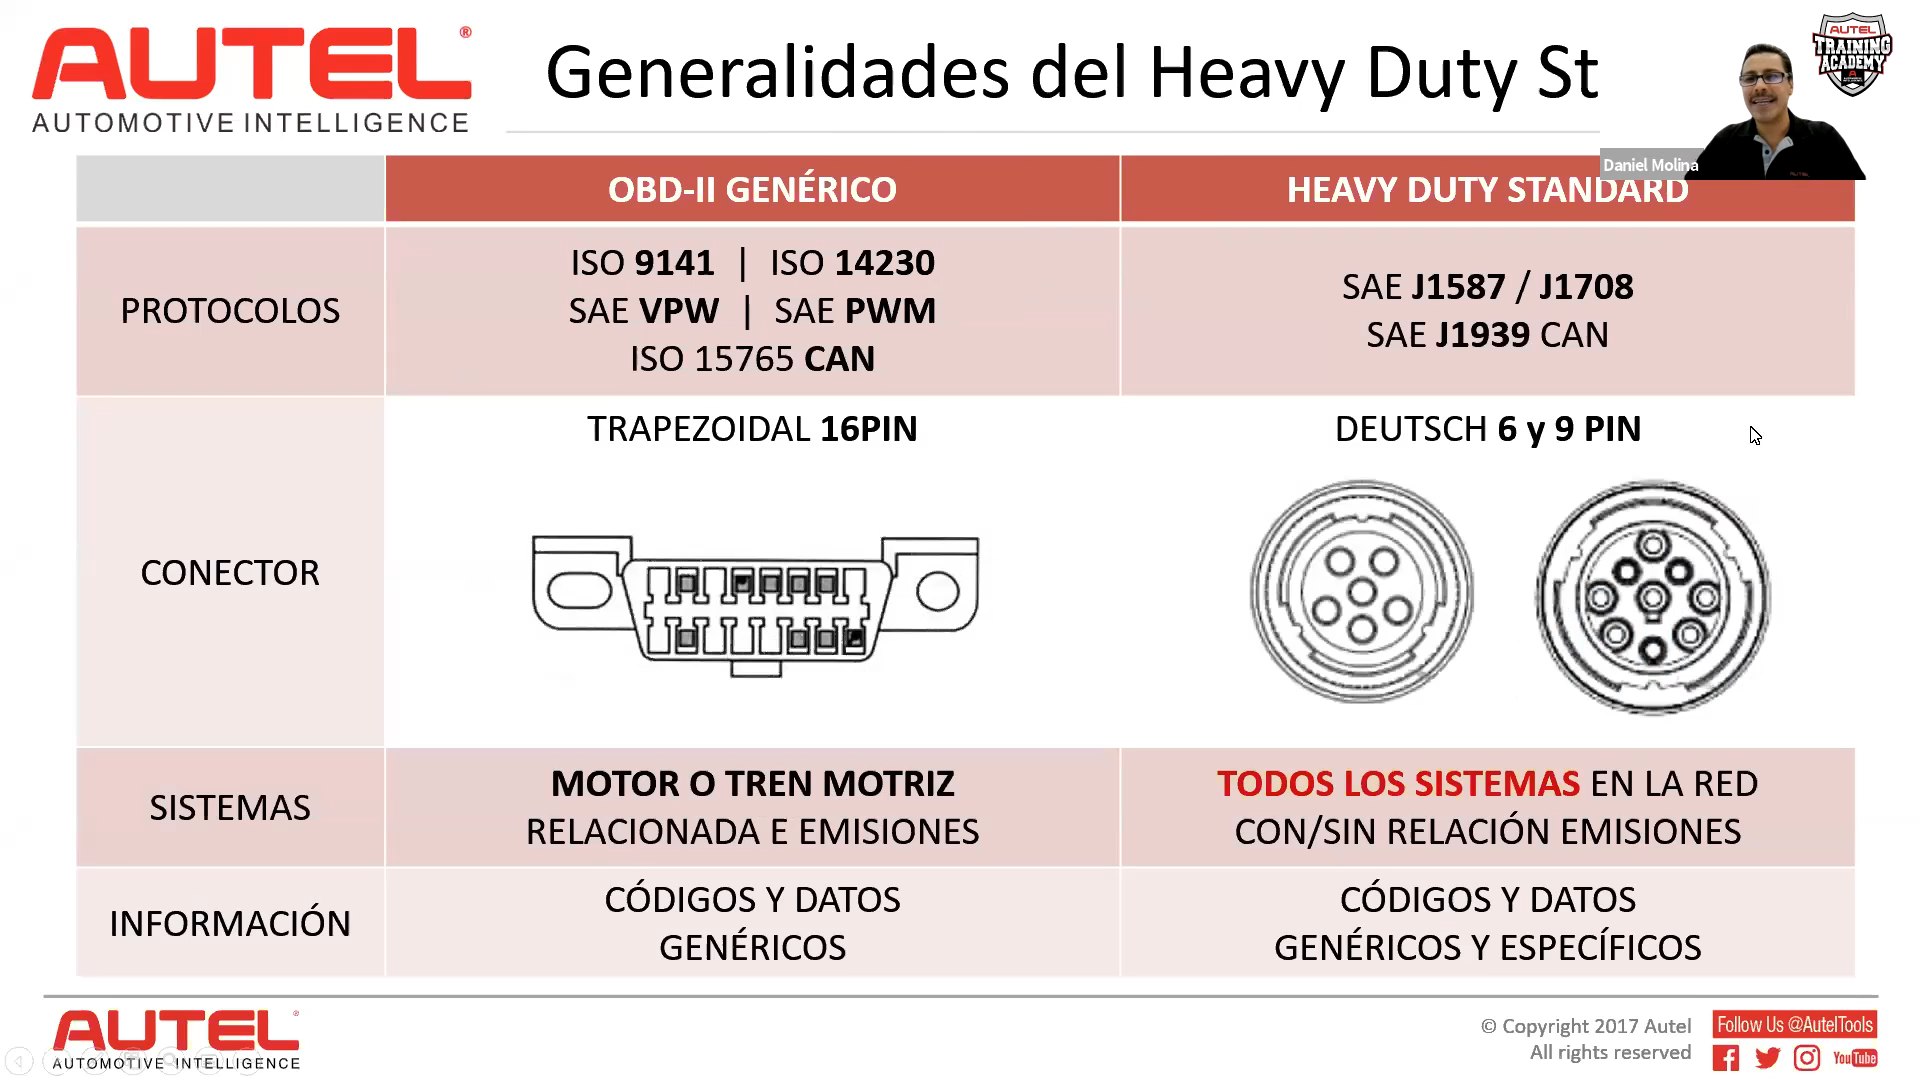 AUTEL®
AUTOMOTIVE INTELLIGENCE
Generalidades del Heavy Duty St
AUTEL
TRAINING
ACADEMY
Daniel Molina
OBD-II GENÉRICO
HEAVY DUTY STANDARD
PROTOCOLOS
ISO 9141 | ISO 14230
SAE VPW | SAE PWM
ISO 15765 CAN
SAE J1587 / J1708
SAE J1939 CAN
CONECTOR
TRAPEZOIDAL 16PIN
DEUTSCH 6 y 9 PIN
SISTEMAS
MOTOR O TREN MOTRIZ
RELACIONADA E EMISIONES
TODOS LOS SISTEMAS EN LA RED
CON/SIN RELACIÓN EMISIONES
INFORMACIÓN
CÓDIGOS Y DATOS
GENÉRICOS
CÓDIGOS Y DATOS
GENÉRICOS Y ESPECÍFICOS
AUTEL®
AUTOMOTIVE INTELLIGENCE
© Copyright 2017 Autel
All rights reserved
Follow Us @AutelTools
YouTube